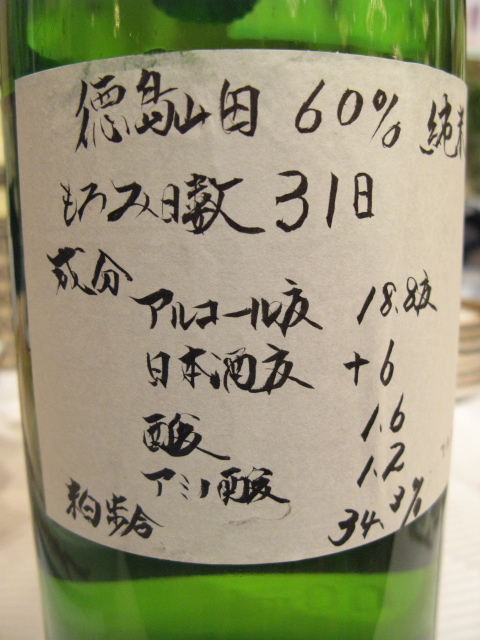 徳島山田 60% 純米
もろみ日数 31日
成分
アルコール度 18.8度
日本酒度 +6
酸度 1.6
アミノ酸度 1.2
粕歩合 34.3%